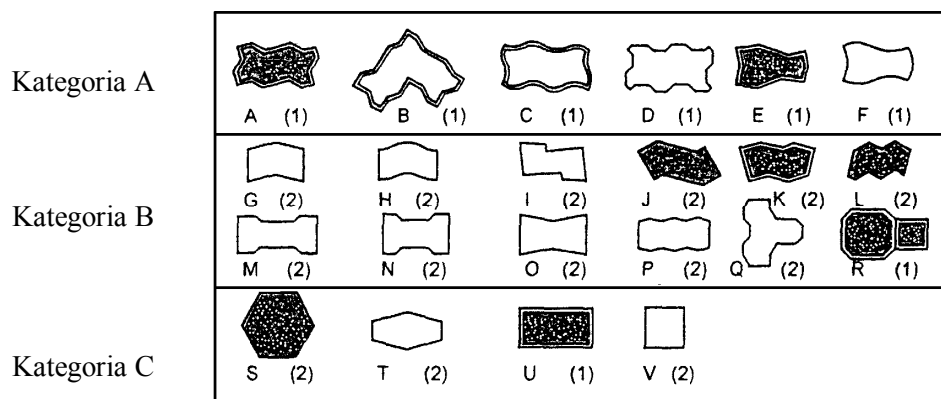 Kategoria A
A (1) B (1) C (1) D (1) E (1) F (1)
Kategoria B
G (2) H (2) I (2) J (2) K (2) L (2)
M (2) N (2) O (2) P (2) Q (2) R (1)
Kategoria C
S (2) T (2) U (1) V (2)